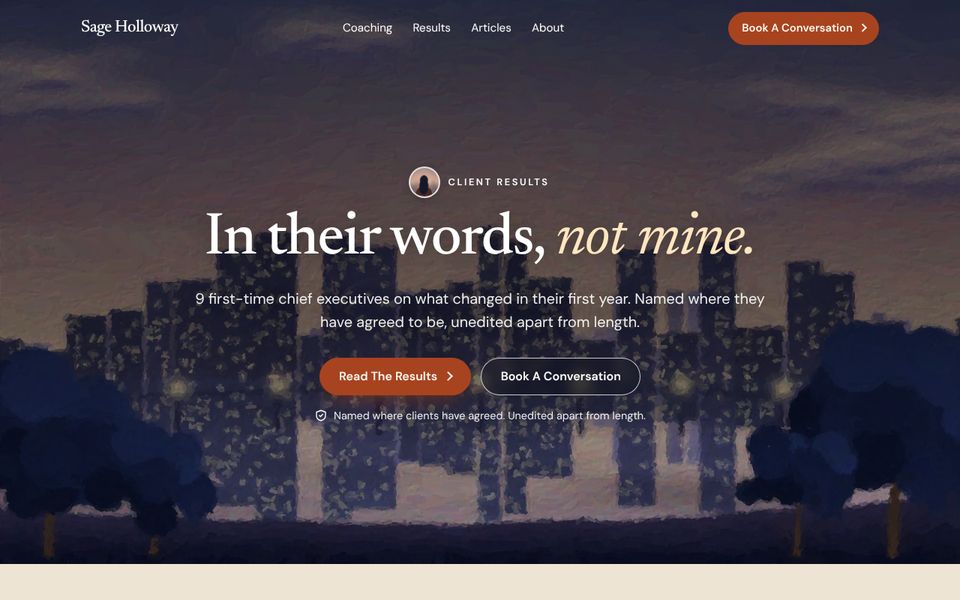 Sage Holloway
Coaching Results Articles About
Book A Conversation
CLIENT RESULTS
In their words, not mine.
9 first-time chief executives on what changed in their first year. Named where they
have agreed to be, unedited apart from length.
Read The Results
Book A Conversation
Named where clients have agreed. Unedited apart from length.